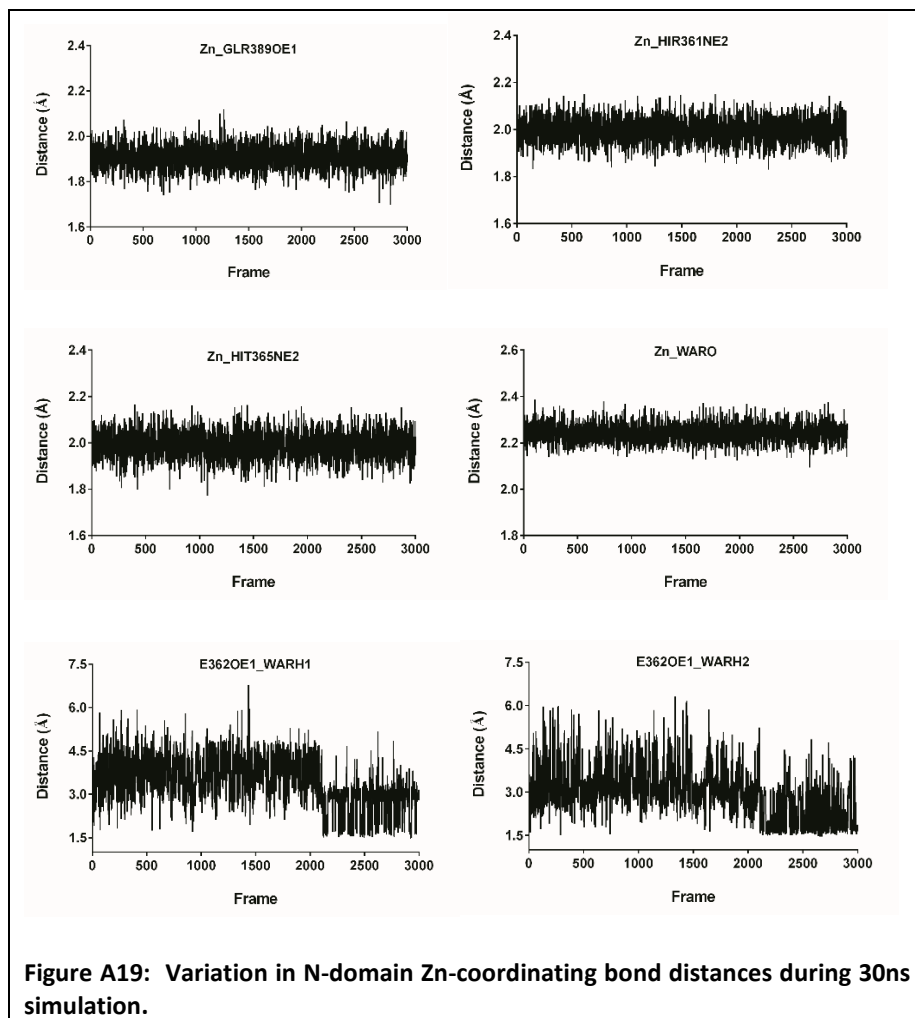 Zn_GLR389OE1
Distance (Å)
2.4
2.2
2.0
1.8
1.6
0 500 1000 1500 2000 2500 3000
Frame
Zn_HIR361NE2
Distance (Å)
2.4
2.2
2.0
1.8
1.6
0 500 1000 1500 2000 2500 3000
Frame
Zn_HIT365NE2
Distance (Å)
2.4
2.2
2.0
1.8
1.6
0 500 1000 1500 2000 2500 3000
Frame
Zn_WARO
Distance (Å)
2.6
2.4
2.2
2.0
1.8
0 500 1000 1500 2000 2500 3000
Frame
E362OE1_WARH1
Distance (Å)
7.5
6.0
4.5
3.0
1.5
0 500 1000 1500 2000 2500 3000
Frame
E362OE1_WARH2
Distance (Å)
7.5
6.0
4.5
3.0
1.5
0 500 1000 1500 2000 2500 3000
Frame
Figure A19: Variation in N-domain Zn-coordinating bond distances during 30ns
simulation.